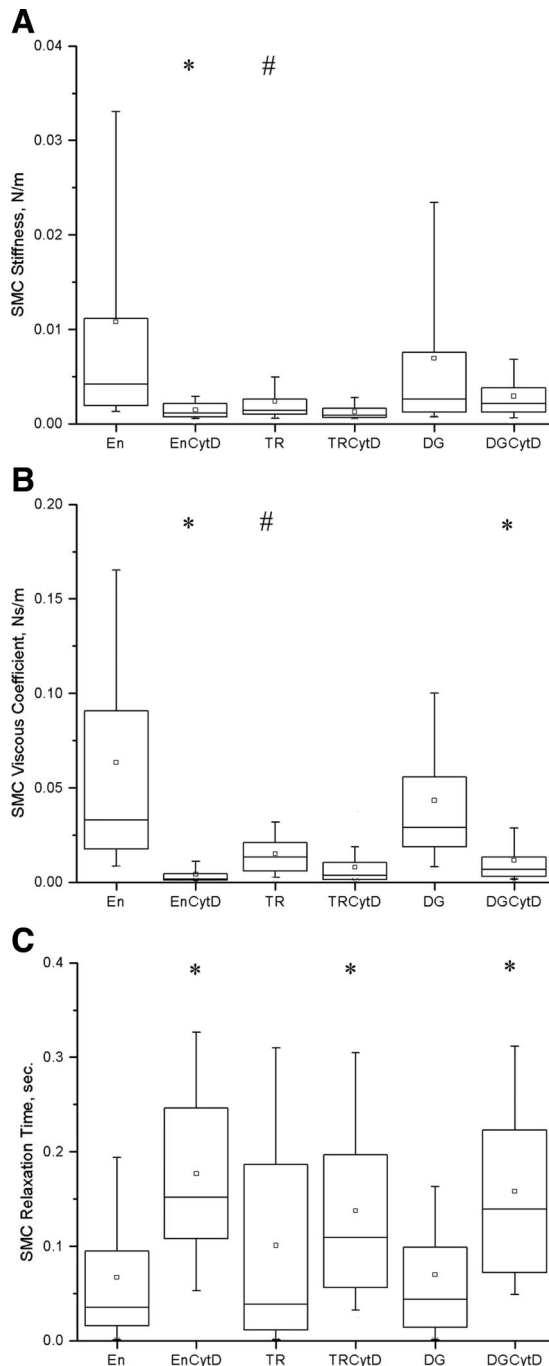 A
0.04
* #
0.03
0.02
0.01
0.00
SMC Stiffness, N/m
En EnCytD TR TRCytD DG DGCytD
B
0.20
* # *
0.15
0.10
0.05
0.00
SMC Viscous Coefficient, Ns/m
En EnCytD TR TRCytD DG DGCytD
C
0.4
* * *
0.3
0.2
0.1
0.0
SMC Relaxation Time, sec.
En EnCytD TR TRCytD DG DGCytD